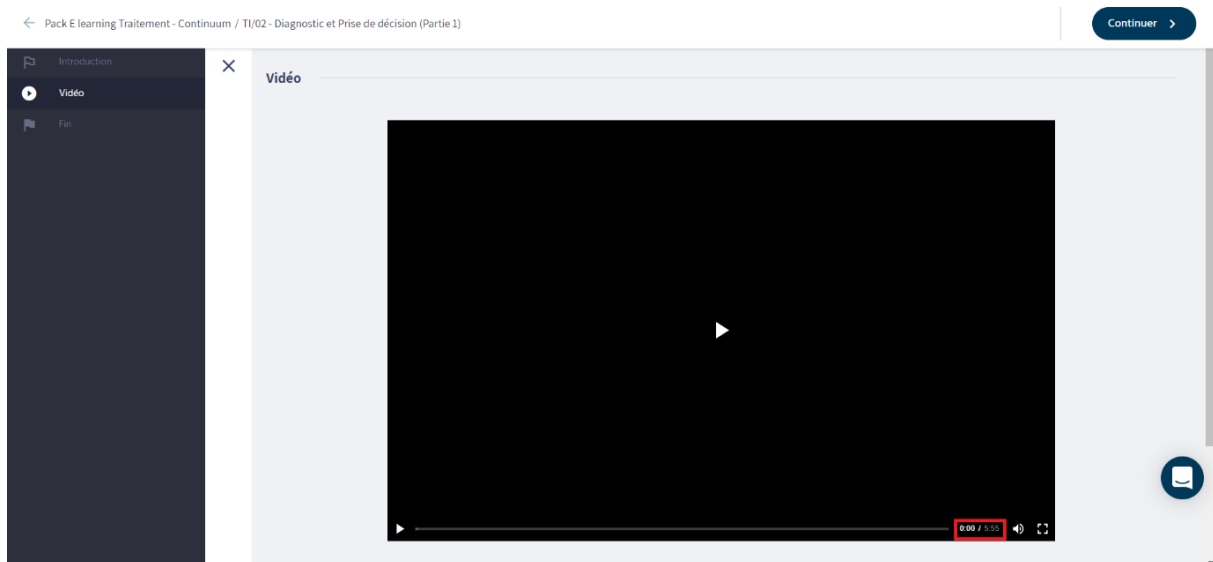 Pack E learning Traitement - Continuum / TI/02 - Diagnostic et Prise de décision (Partie 1)
Continuer
Introduction
Vidéo
Fin
Vidéo
0:00 / 5:55